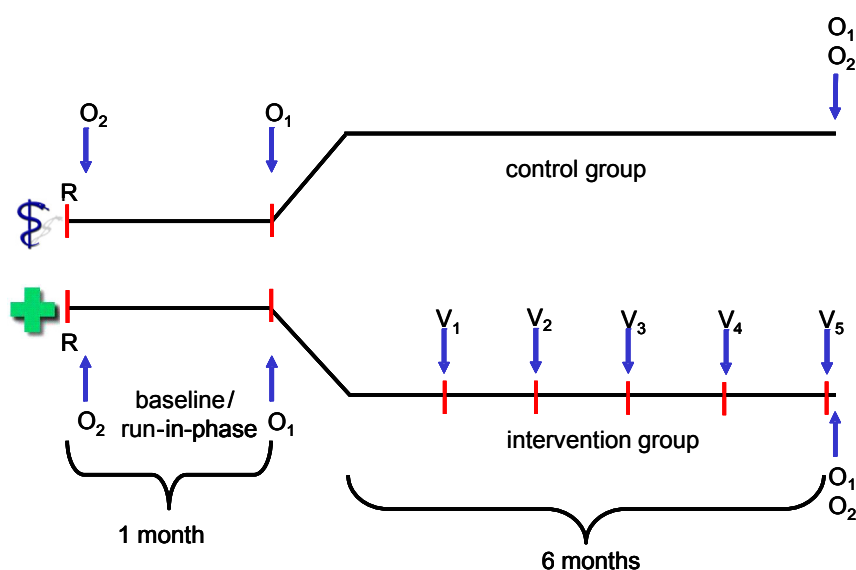 O₁
O₂
O₂ O₁
control group
R
V₁ V₂ V₃ V₄ V₅
R
baseline/
run-in-phase
O₂ O₁
intervention group
O₁
O₂
1 month
6 months